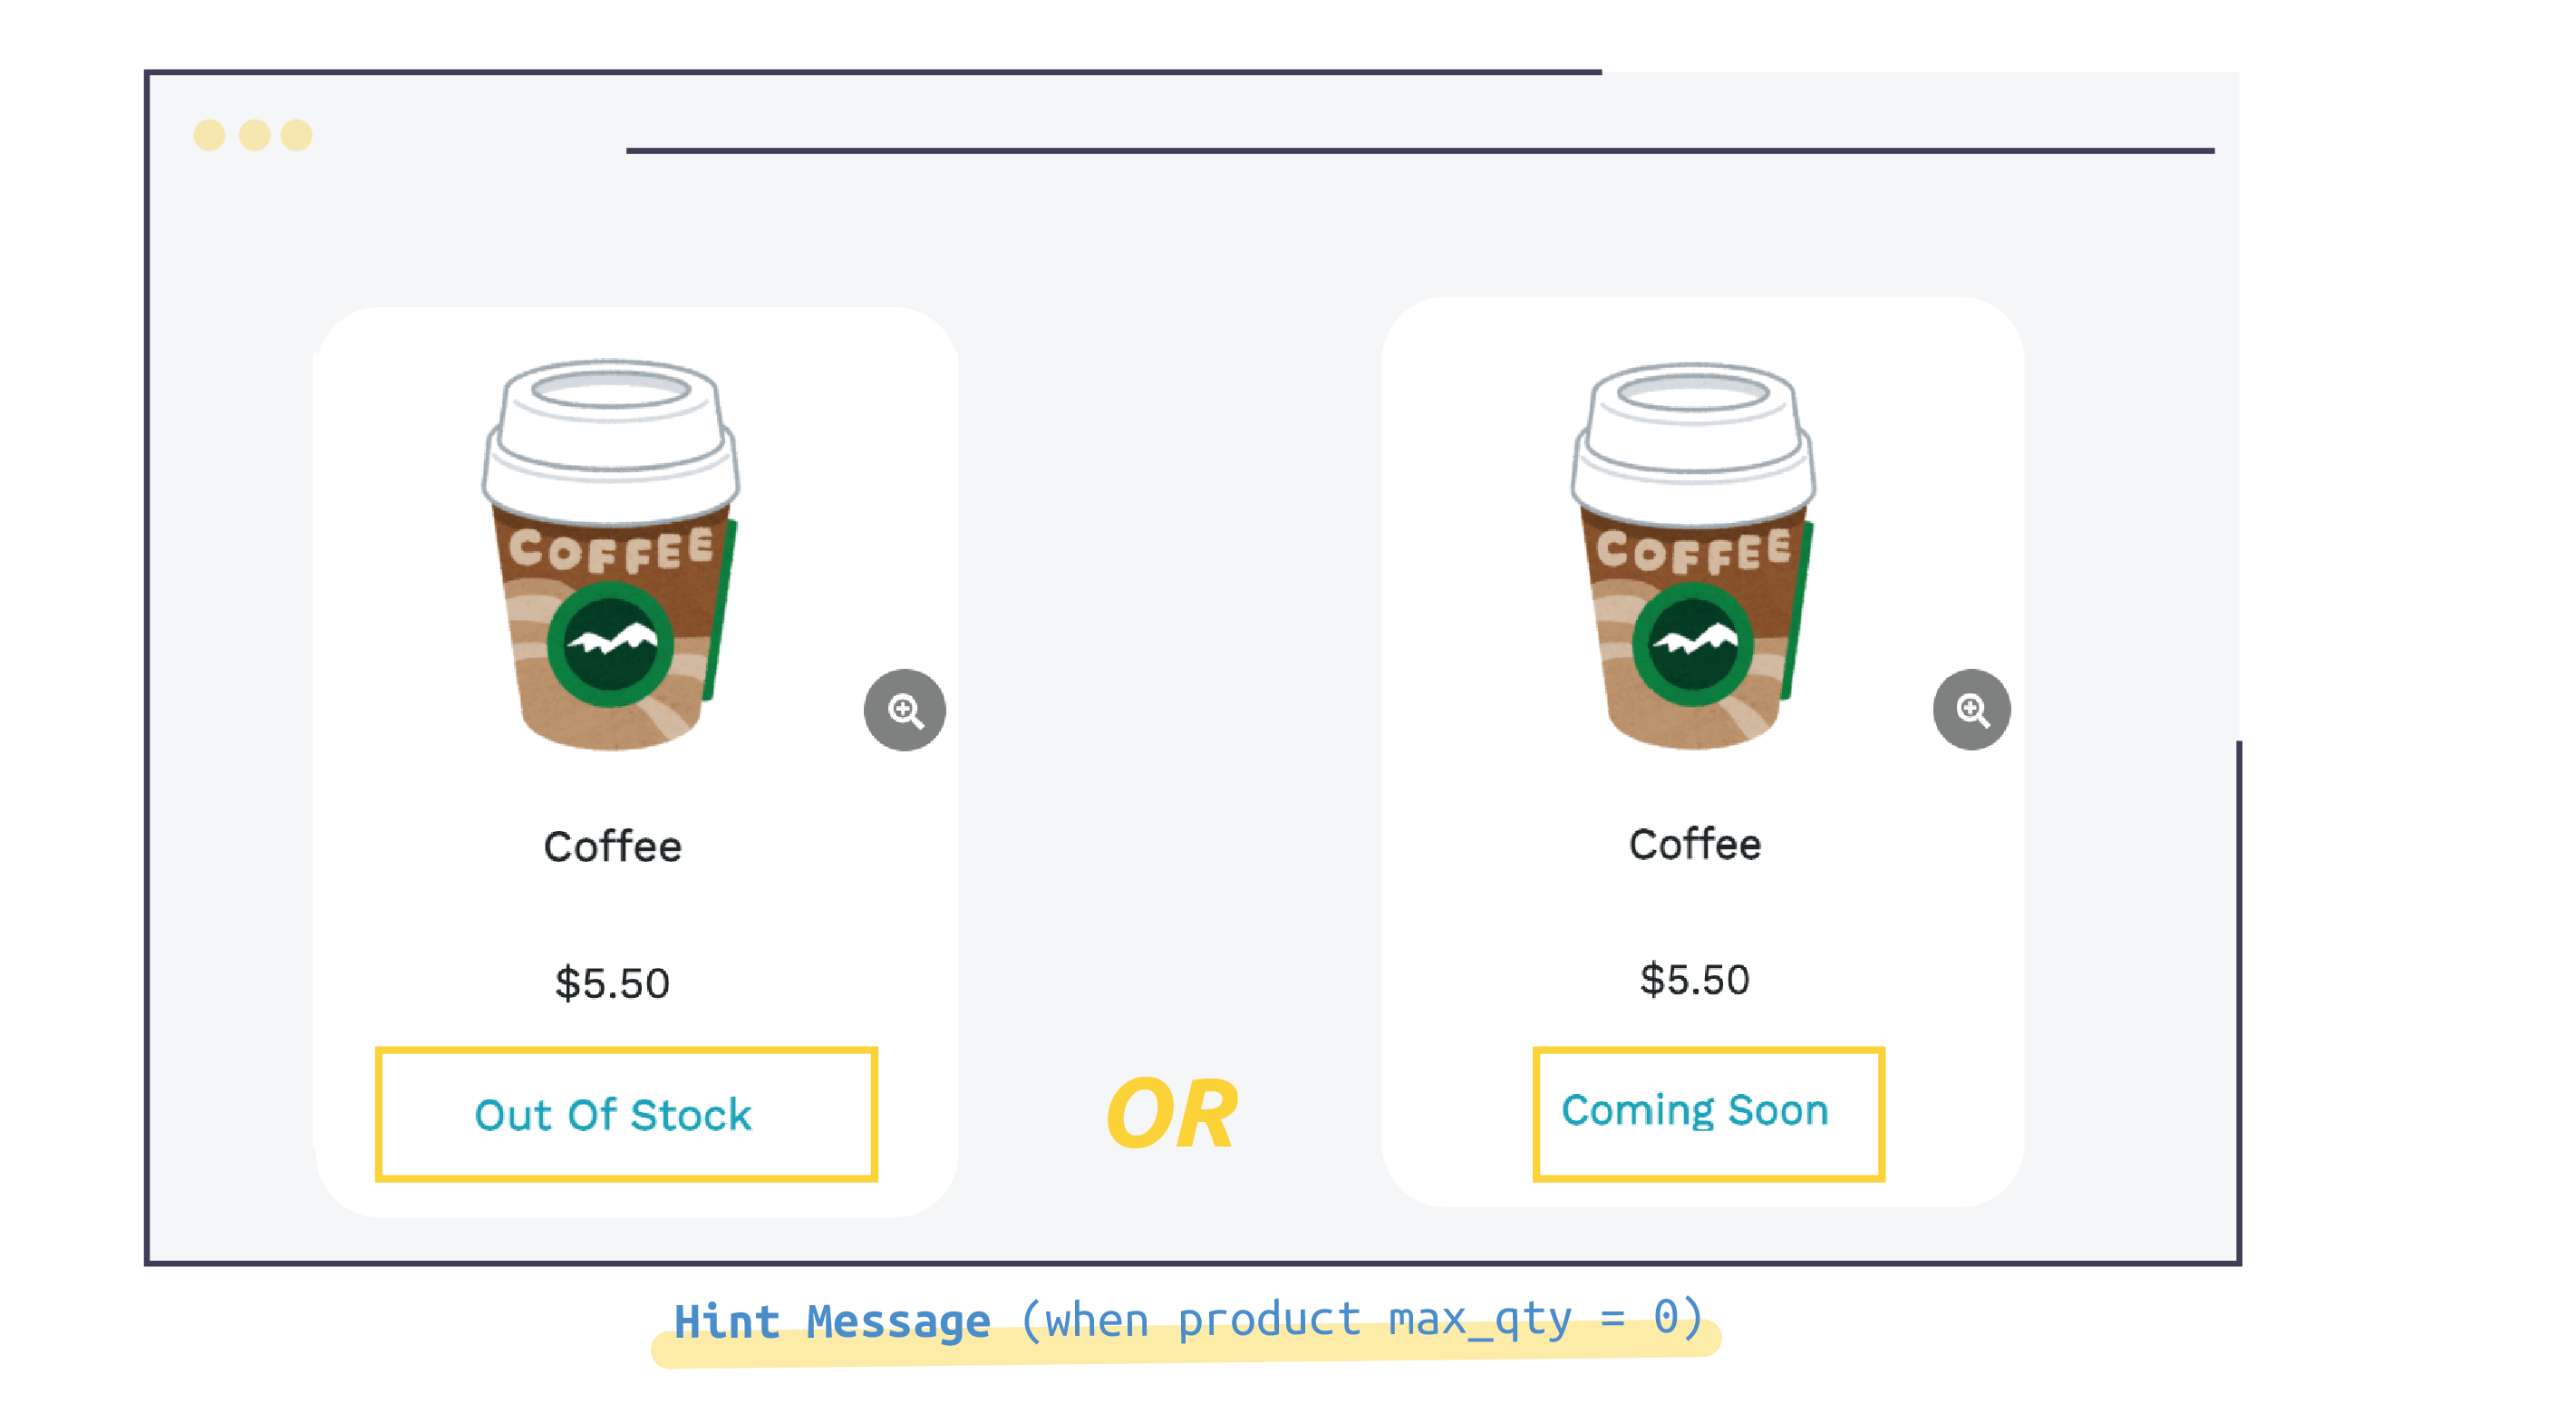 COFFEE
Coffee
$5.50
Out Of Stock
OR
COFFEE
Coffee
$5.50
Coming Soon
Hint Message (when product max_qty = 0)